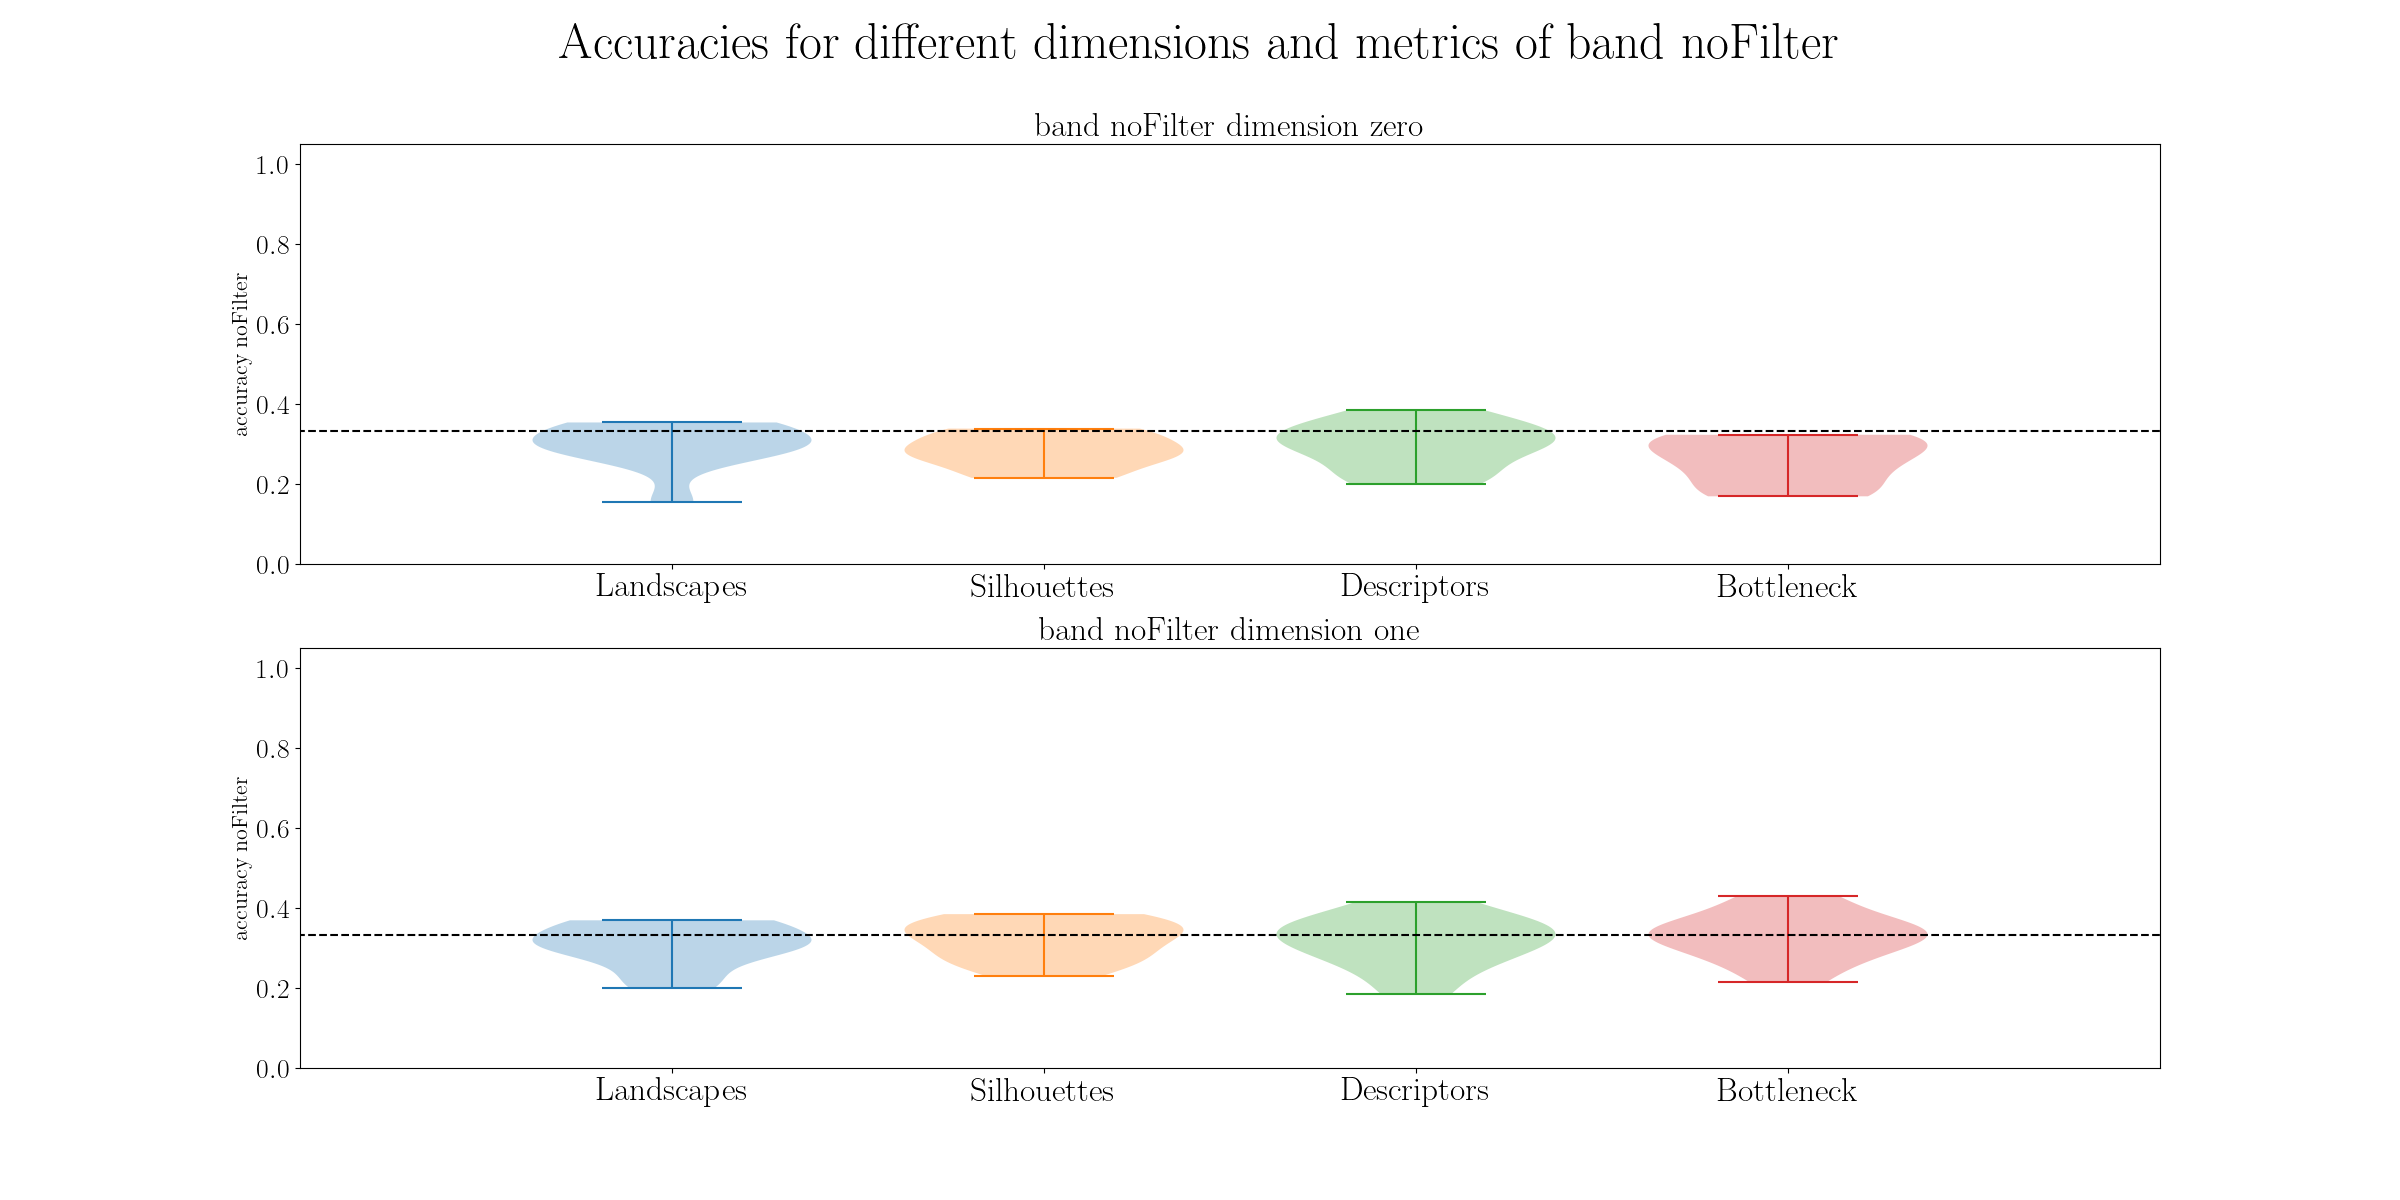 Accuracies for different dimensions and metrics of band noFilter
band noFilter dimension zero
accuracy noFilter
1.0
0.8
0.6
0.4
0.2
0.0
Landscapes Silhouettes Descriptors Bottleneck
band noFilter dimension one
accuracy noFilter
1.0
0.8
0.6
0.4
0.2
0.0
Landscapes Silhouettes Descriptors Bottleneck